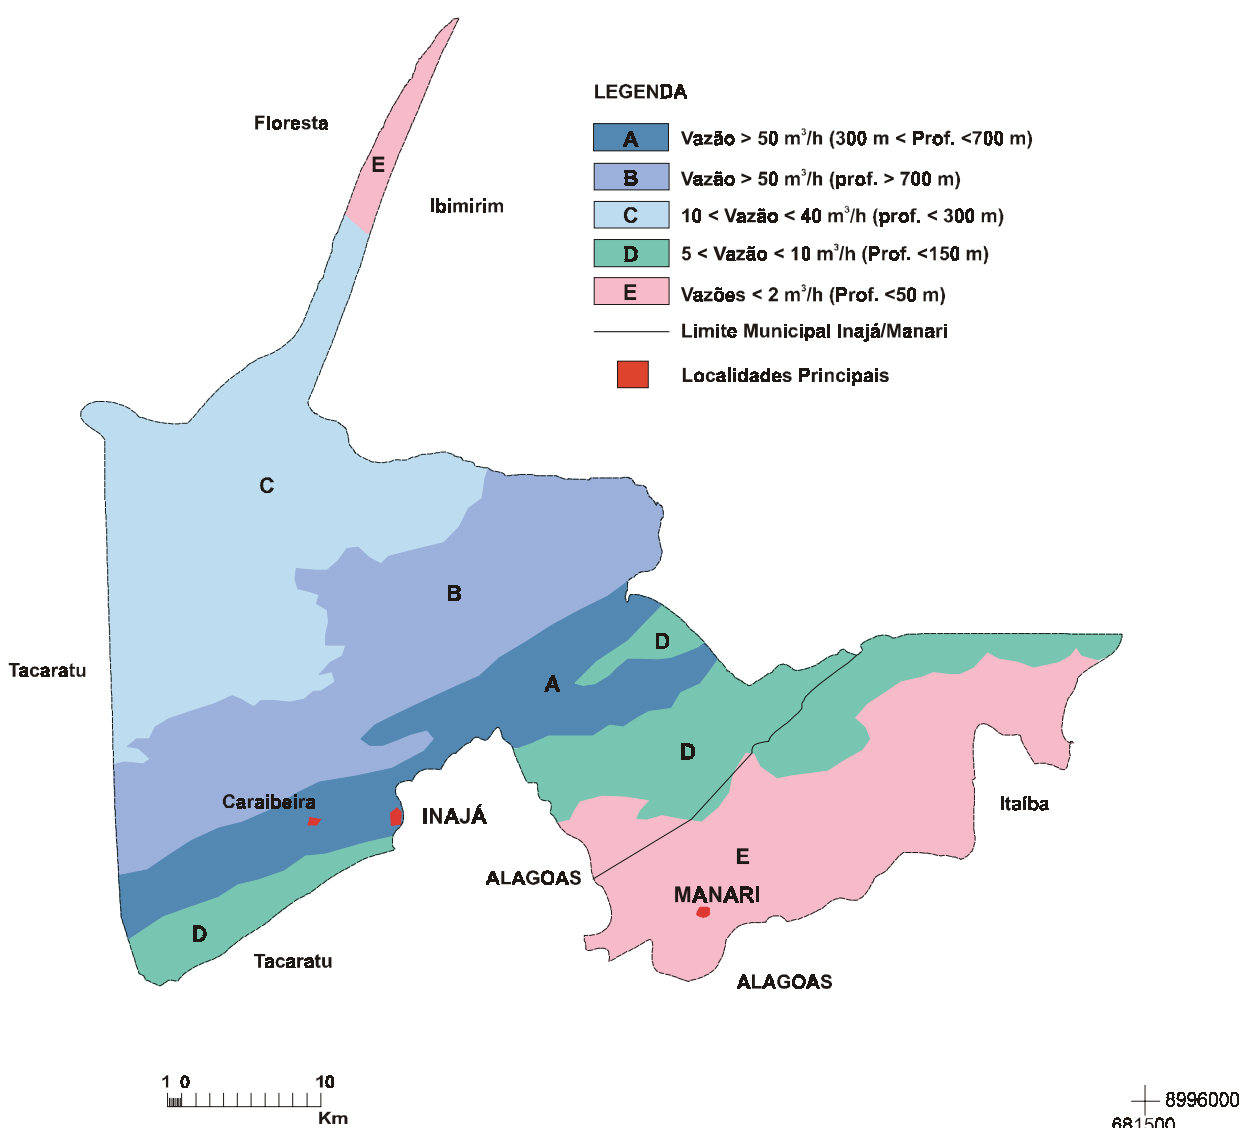 Floresta
E
Ibimirim
LEGENDA
A Vazão > 50 m³/h (300 m < Prof. <700 m)
B Vazão > 50 m³/h (prof. > 700 m)
C 10 < Vazão < 40 m³/h (prof. < 300 m)
D 5 < Vazão < 10 m³/h (Prof. <150 m)
E Vazões < 2 m³/h (Prof. <50 m)
Limite Municipal Inajá/Manari
Localidades Principais
C
B
D
Tacaratu
A
D
Caraibeira
INAJÁ
Itaíba
E
ALAGOAS
MANARI
D
Tacaratu
ALAGOAS
1 0 10
Km
8996000
681500